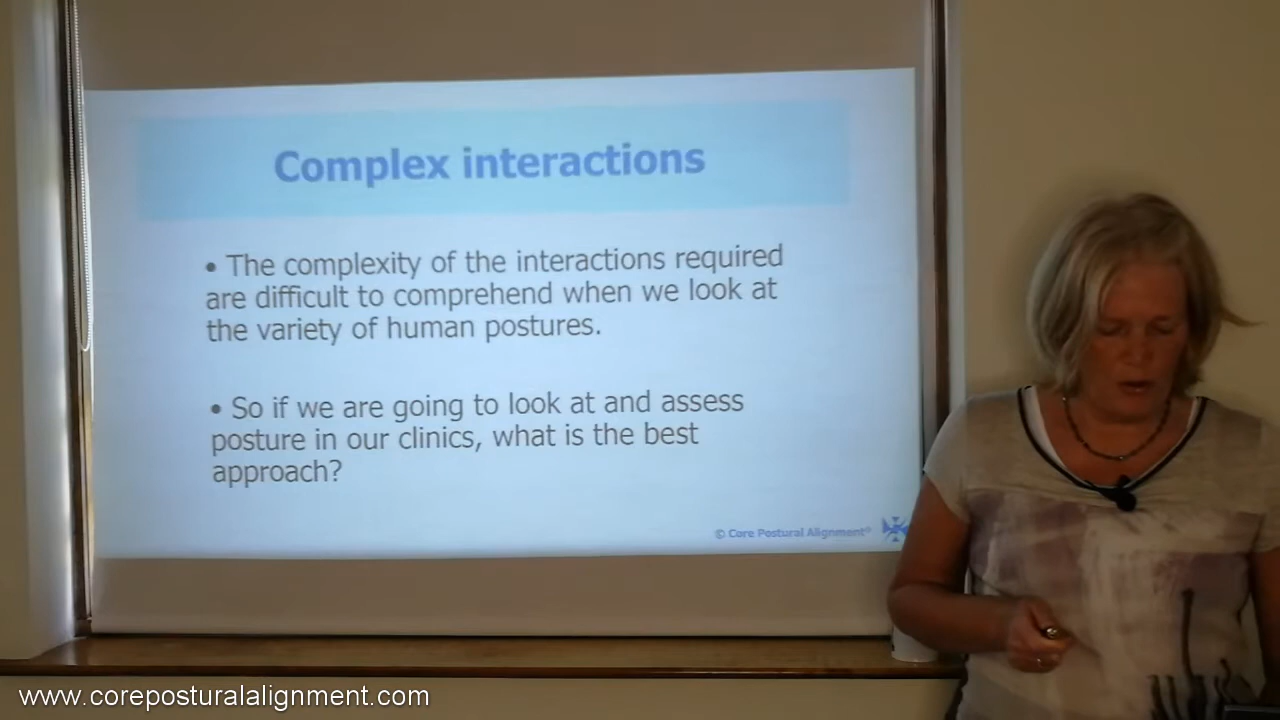 Complex interactions
• The complexity of the interactions required
are difficult to comprehend when we look at
the variety of human postures.
• So if we are going to look at and assess
posture in our clinics, what is the best
approach?
© Core Postural Alignment®
www.coreposturalalignment.com